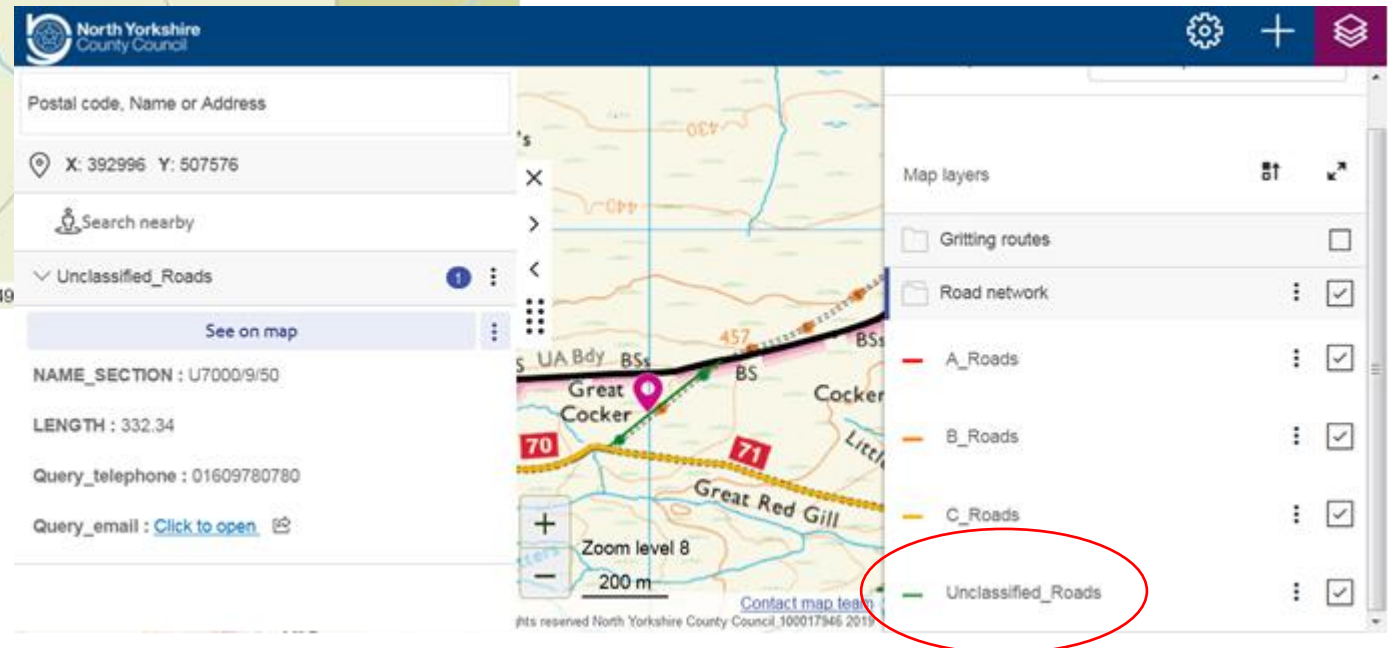 North Yorkshire
County Council
Postal code, Name or Address
X: 392996 Y: 507576
Search nearby
Unclassified_Roads 1
See on map
NAME_SECTION : U7000/9/50
LENGTH : 332.34
Query_telephone : 01609780780
Query_email : Click to open
49
's
430
440
457
BSs
UA Bdy BSs
BS
Great
Cocker
Cocker
70
71
Great Red Gill
Zoom level 8
200 m
Contact map team
hts reserved North Yorkshire County Council 100017946 2019
Map layers
Gritting routes
Road network
A_Roads
B_Roads
C_Roads
Unclassified_Roads